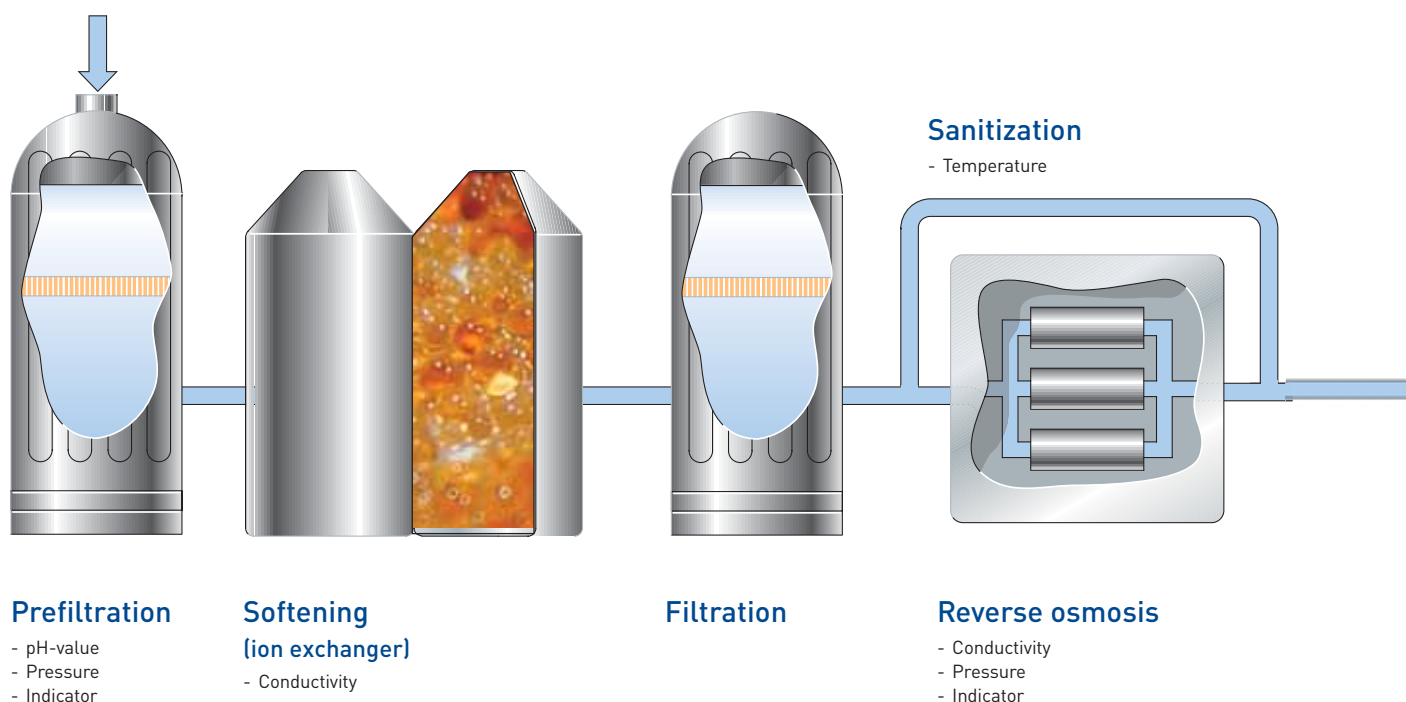 Sanitization
- Temperature
Prefiltration
- pH-value
- Pressure
- Indicator
Softening
(ion exchanger)
- Conductivity
Filtration
Reverse osmosis
- Conductivity
- Pressure
- Indicator